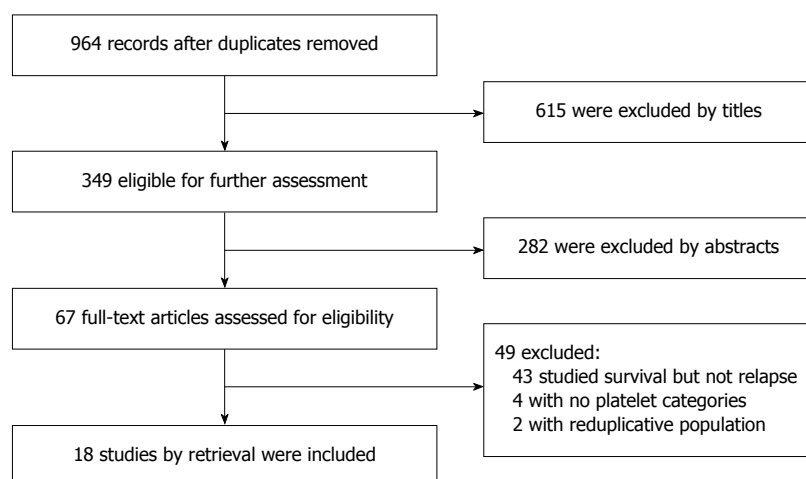 964 records after duplicates removed
615 were excluded by titles
349 eligible for further assessment
282 were excluded by abstracts
67 full-text articles assessed for eligibility
49 excluded:
43 studied survival but not relapse
4 with no platelet categories
2 with reduplicative population
18 studies by retrieval were included